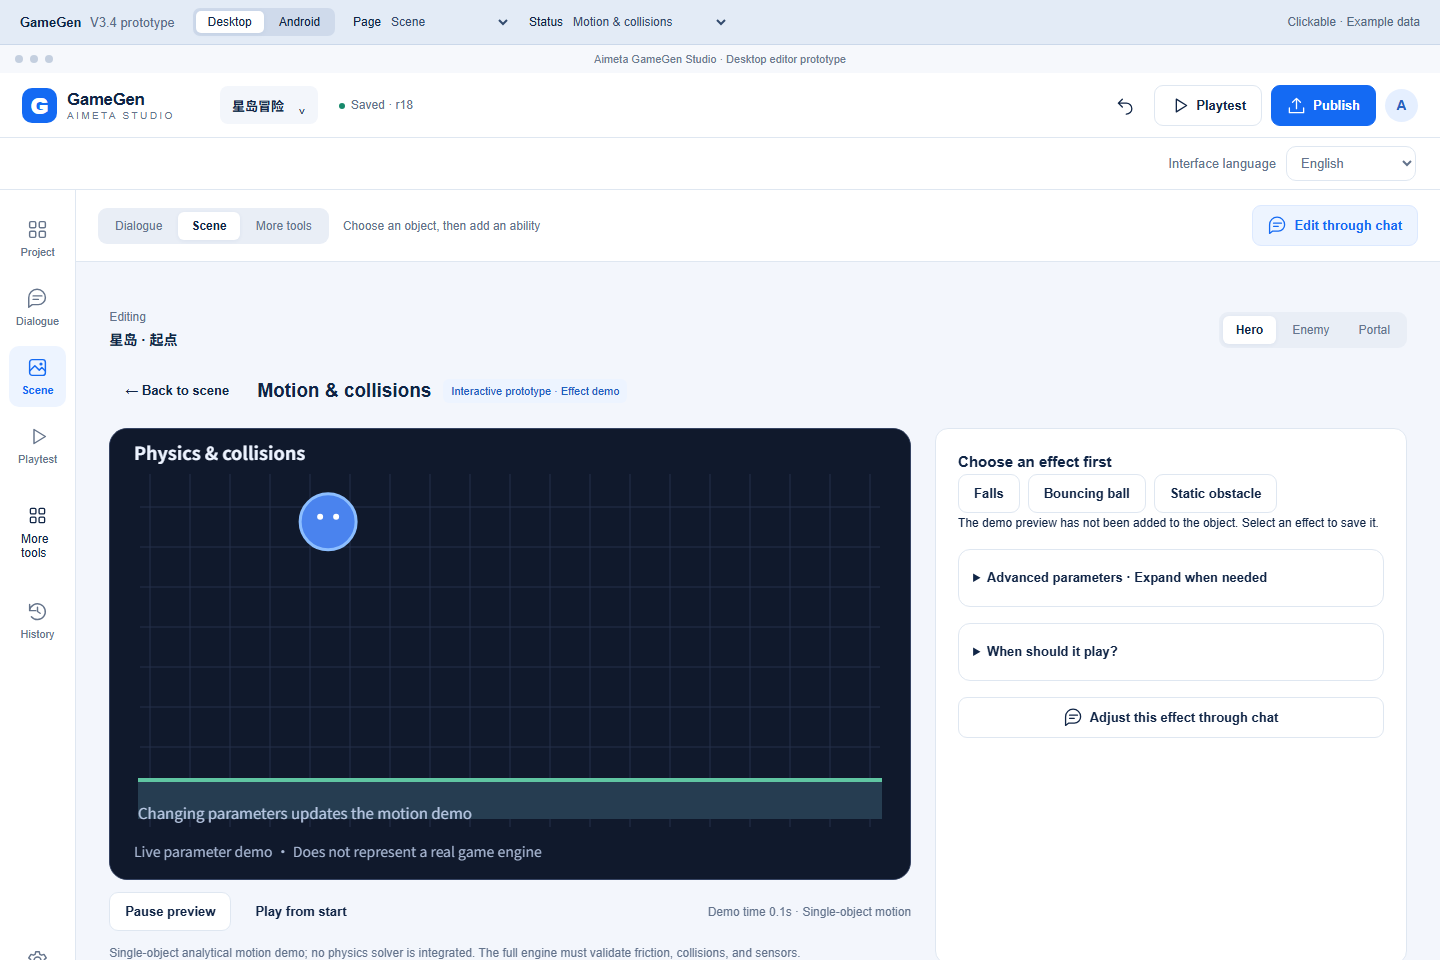 GameGen V3.4 prototype Desktop Android Page Scene Status Motion & collisions Clickable · Example data
Aimeta GameGen Studio · Desktop editor prototype
G GameGen
AIMETA STUDIO
星岛冒险
Saved · r18
Playtest
Publish
A
Interface language English
Project
Dialogue
Scene
Playtest
More
tools
History
Dialogue Scene More tools Choose an object, then add an ability
Edit through chat
Editing
星岛 · 起点
Hero Enemy Portal
← Back to scene Motion & collisions Interactive prototype · Effect demo
Physics & collisions
Changing parameters updates the motion demo
Live parameter demo • Does not represent a real game engine
Pause preview Play from start Demo time 0.1s · Single-object motion
Single-object analytical motion demo; no physics solver is integrated. The full engine must validate friction, collisions, and sensors.
Choose an effect first
Falls Bouncing ball Static obstacle
The demo preview has not been added to the object. Select an effect to save it.
Advanced parameters · Expand when needed
When should it play?
Adjust this effect through chat